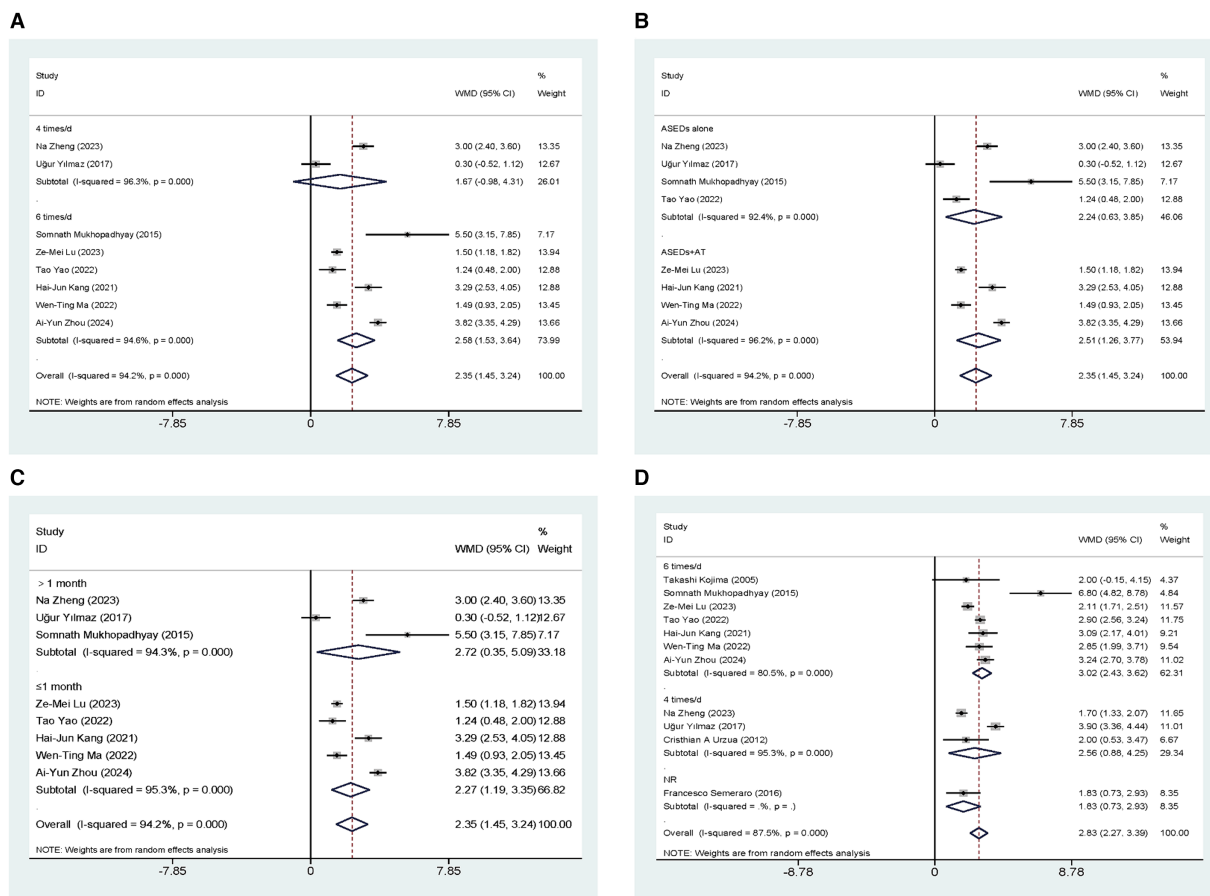 A
Study %
ID WMD (95% CI) Weight
4 times/d
Na Zheng (2023) 3.00 (2.40, 3.60) 13.35
Uğur Yılmaz (2017) 0.30 (-0.52, 1.12) 12.67
Subtotal (I-squared = 96.3%, p = 0.000) 1.67 (-0.98, 4.31) 26.01
.
6 times/d
Somnath Mukhopadhyay (2015) 5.50 (3.15, 7.85) 7.17
Ze-Mei Lu (2023) 1.50 (1.18, 1.82) 13.94
Tao Yao (2022) 1.24 (0.48, 2.00) 12.88
Hai-Jun Kang (2021) 3.29 (2.53, 4.05) 12.88
Wen-Ting Ma (2022) 1.49 (0.93, 2.05) 13.45
Ai-Yun Zhou (2024) 3.82 (3.35, 4.29) 13.66
Subtotal (I-squared = 94.6%, p = 0.000) 2.58 (1.53, 3.64) 73.99
.
Overall (I-squared = 94.2%, p = 0.000) 2.35 (1.45, 3.24) 100.00
NOTE: Weights are from random effects analysis
-7.85 0 7.85
B
Study %
ID WMD (95% CI) Weight
ASEDs alone
Na Zheng (2023) 3.00 (2.40, 3.60) 13.35
Uğur Yılmaz (2017) 0.30 (-0.52, 1.12) 12.67
Somnath Mukhopadhyay (2015) 5.50 (3.15, 7.85) 7.17
Tao Yao (2022) 1.24 (0.48, 2.00) 12.88
Subtotal (I-squared = 92.4%, p = 0.000) 2.24 (0.63, 3.85) 46.06
.
ASEDs+AT
Ze-Mei Lu (2023) 1.50 (1.18, 1.82) 13.94
Hai-Jun Kang (2021) 3.29 (2.53, 4.05) 12.88
Wen-Ting Ma (2022) 1.49 (0.93, 2.05) 13.45
Ai-Yun Zhou (2024) 3.82 (3.35, 4.29) 13.66
Subtotal (I-squared = 96.2%, p = 0.000) 2.51 (1.26, 3.77) 53.94
.
Overall (I-squared = 94.2%, p = 0.000) 2.35 (1.45, 3.24) 100.00
NOTE: Weights are from random effects analysis
-7.85 0 7.85
C
Study %
ID WMD (95% CI) Weight
> 1 month
Na Zheng (2023) 3.00 (2.40, 3.60) 13.35
Uğur Yılmaz (2017) 0.30 (-0.52, 1.12) 12.67
Somnath Mukhopadhyay (2015) 5.50 (3.15, 7.85) 7.17
Subtotal (I-squared = 94.3%, p = 0.000) 2.72 (0.35, 5.09) 33.18
.
≤1 month
Ze-Mei Lu (2023) 1.50 (1.18, 1.82) 13.94
Tao Yao (2022) 1.24 (0.48, 2.00) 12.88
Hai-Jun Kang (2021) 3.29 (2.53, 4.05) 12.88
Wen-Ting Ma (2022) 1.49 (0.93, 2.05) 13.45
Ai-Yun Zhou (2024) 3.82 (3.35, 4.29) 13.66
Subtotal (I-squared = 95.3%, p = 0.000) 2.27 (1.19, 3.35) 66.82
.
Overall (I-squared = 94.2%, p = 0.000) 2.35 (1.45, 3.24) 100.00
NOTE: Weights are from random effects analysis
-7.85 0 7.85
D
Study %
ID WMD (95% CI) Weight
6 times/d
Takashi Kojima (2005) 2.00 (-0.15, 4.15) 4.37
Somnath Mukhopadhyay (2015) 6.80 (4.82, 8.78) 4.84
Ze-Mei Lu (2023) 2.11 (1.71, 2.51) 11.57
Tao Yao (2022) 2.90 (2.56, 3.24) 11.75
Hai-Jun Kang (2021) 3.09 (2.17, 4.01) 9.21
Wen-Ting Ma (2022) 2.85 (1.99, 3.71) 9.54
Ai-Yun Zhou (2024) 3.24 (2.70, 3.78) 11.02
Subtotal (I-squared = 80.5%, p = 0.000) 3.02 (2.43, 3.62) 62.31
.
4 times/d
Na Zheng (2023) 1.70 (1.33, 2.07) 11.65
Uğur Yılmaz (2017) 3.90 (3.36, 4.44) 11.01
Cristhian A Urzua (2012) 2.00 (0.53, 3.47) 6.67
Subtotal (I-squared = 95.3%, p = 0.000) 2.56 (0.88, 4.25) 29.34
.
NR
Francesco Semeraro (2016) 1.83 (0.73, 2.93) 8.35
Subtotal (I-squared = .%, p = .) 1.83 (0.73, 2.93) 8.35
.
Overall (I-squared = 87.5%, p = 0.000) 2.83 (2.27, 3.39) 100.00
NOTE: Weights are from random effects analysis
-8.78 0 8.78